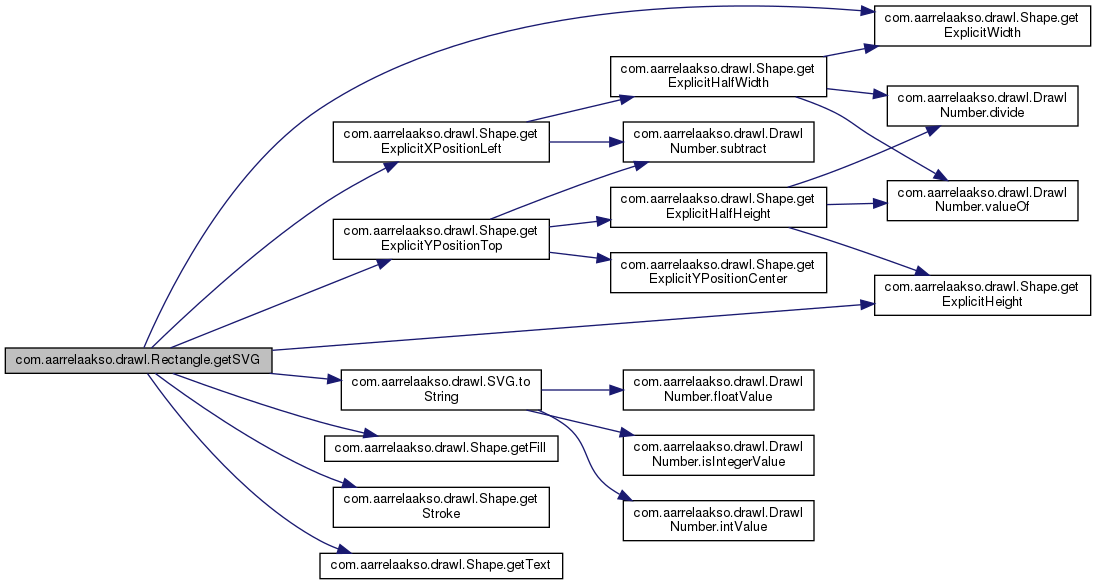 com.aarrelaakso.drawl.Shape.get
ExplicitWidth
com.aarrelaakso.drawl.Shape.get
ExplicitHalfWidth
com.aarrelaakso.drawl.Drawl
Number.divide
com.aarrelaakso.drawl.Shape.get
ExplicitXPositionLeft
com.aarrelaakso.drawl.Drawl
Number.subtract
com.aarrelaakso.drawl.Shape.get
ExplicitHalfHeight
com.aarrelaakso.drawl.Drawl
Number.valueOf
com.aarrelaakso.drawl.Shape.get
ExplicitYPositionTop
com.aarrelaakso.drawl.Shape.get
ExplicitYPositionCenter
com.aarrelaakso.drawl.Shape.get
ExplicitHeight
com.aarrelaakso.drawl.Rectangle.getSVG
com.aarrelaakso.drawl.SVG.to
String
com.aarrelaakso.drawl.Drawl
Number.floatValue
com.aarrelaakso.drawl.Shape.getFill
com.aarrelaakso.drawl.Drawl
Number.isIntegerValue
com.aarrelaakso.drawl.Shape.get
Stroke
com.aarrelaakso.drawl.Drawl
Number.intValue
com.aarrelaakso.drawl.Shape.getText